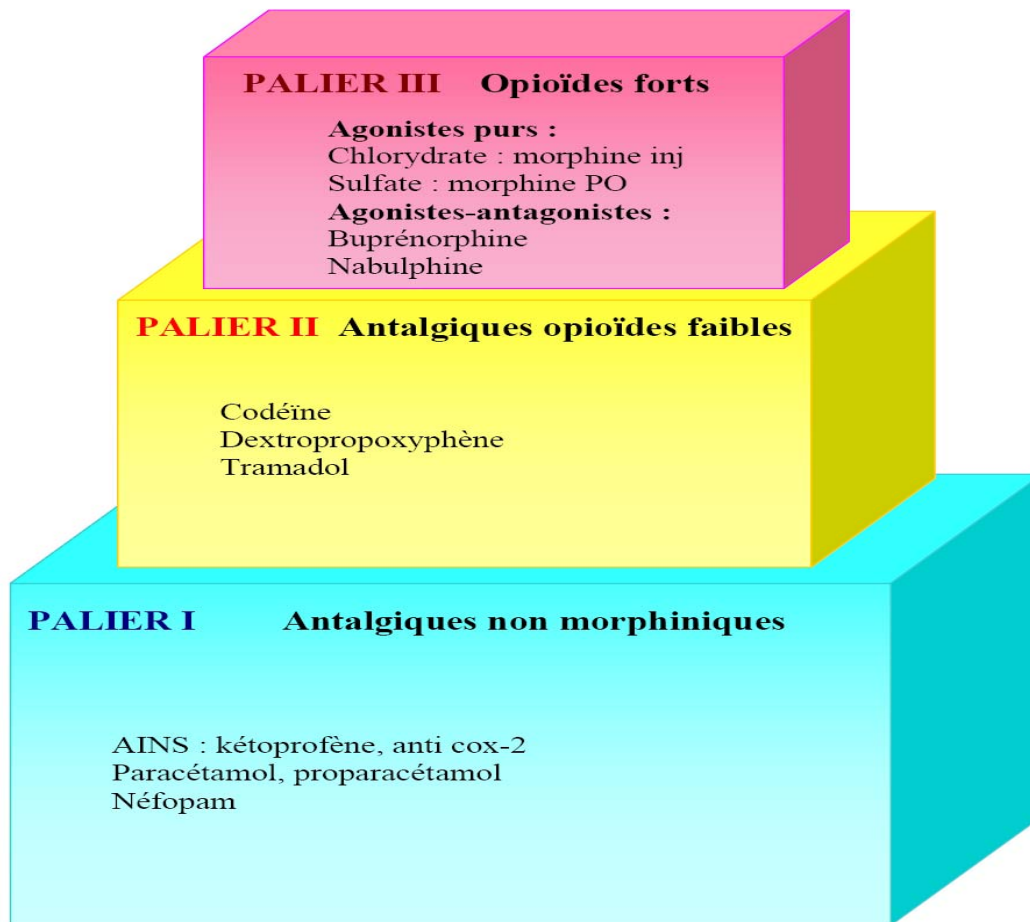 PALIER III Opioïdes forts
Agonistes purs :
Chlorydrate : morphine inj
Sulfate : morphine PO
Agonistes-antagonistes :
Buprénorphine
Nabulphine
PALIER II Antalgiques opioïdes faibles
Codéïne
Dextropropoxyphène
Tramadol
PALIER I Antalgiques non morphiniques
AINS : kétoprofène, anti cox-2
Paracétamol, proparacétamol
Néfopam